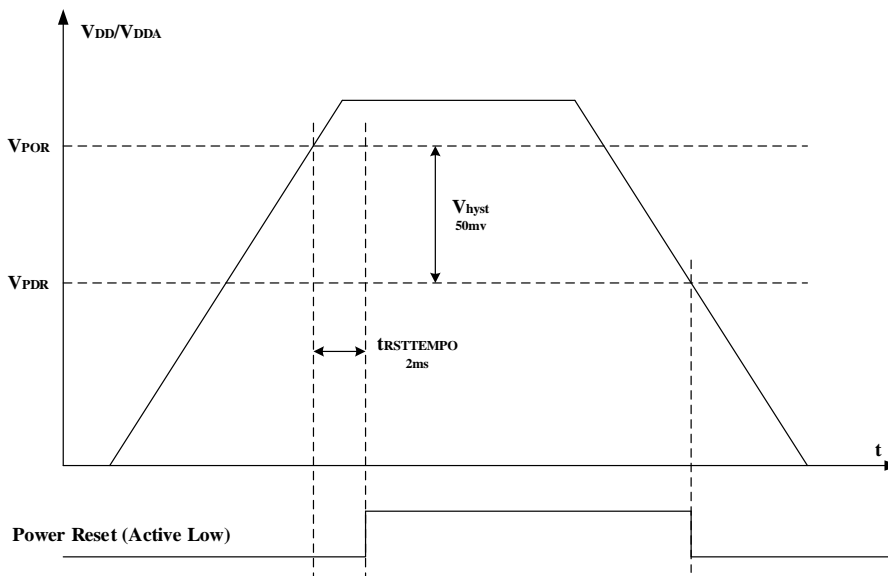 VDD/VDDA
VPOR
Vhyst
50mv
VPDR
tRSTTEMPO
2ms
t
Power Reset (Active Low)